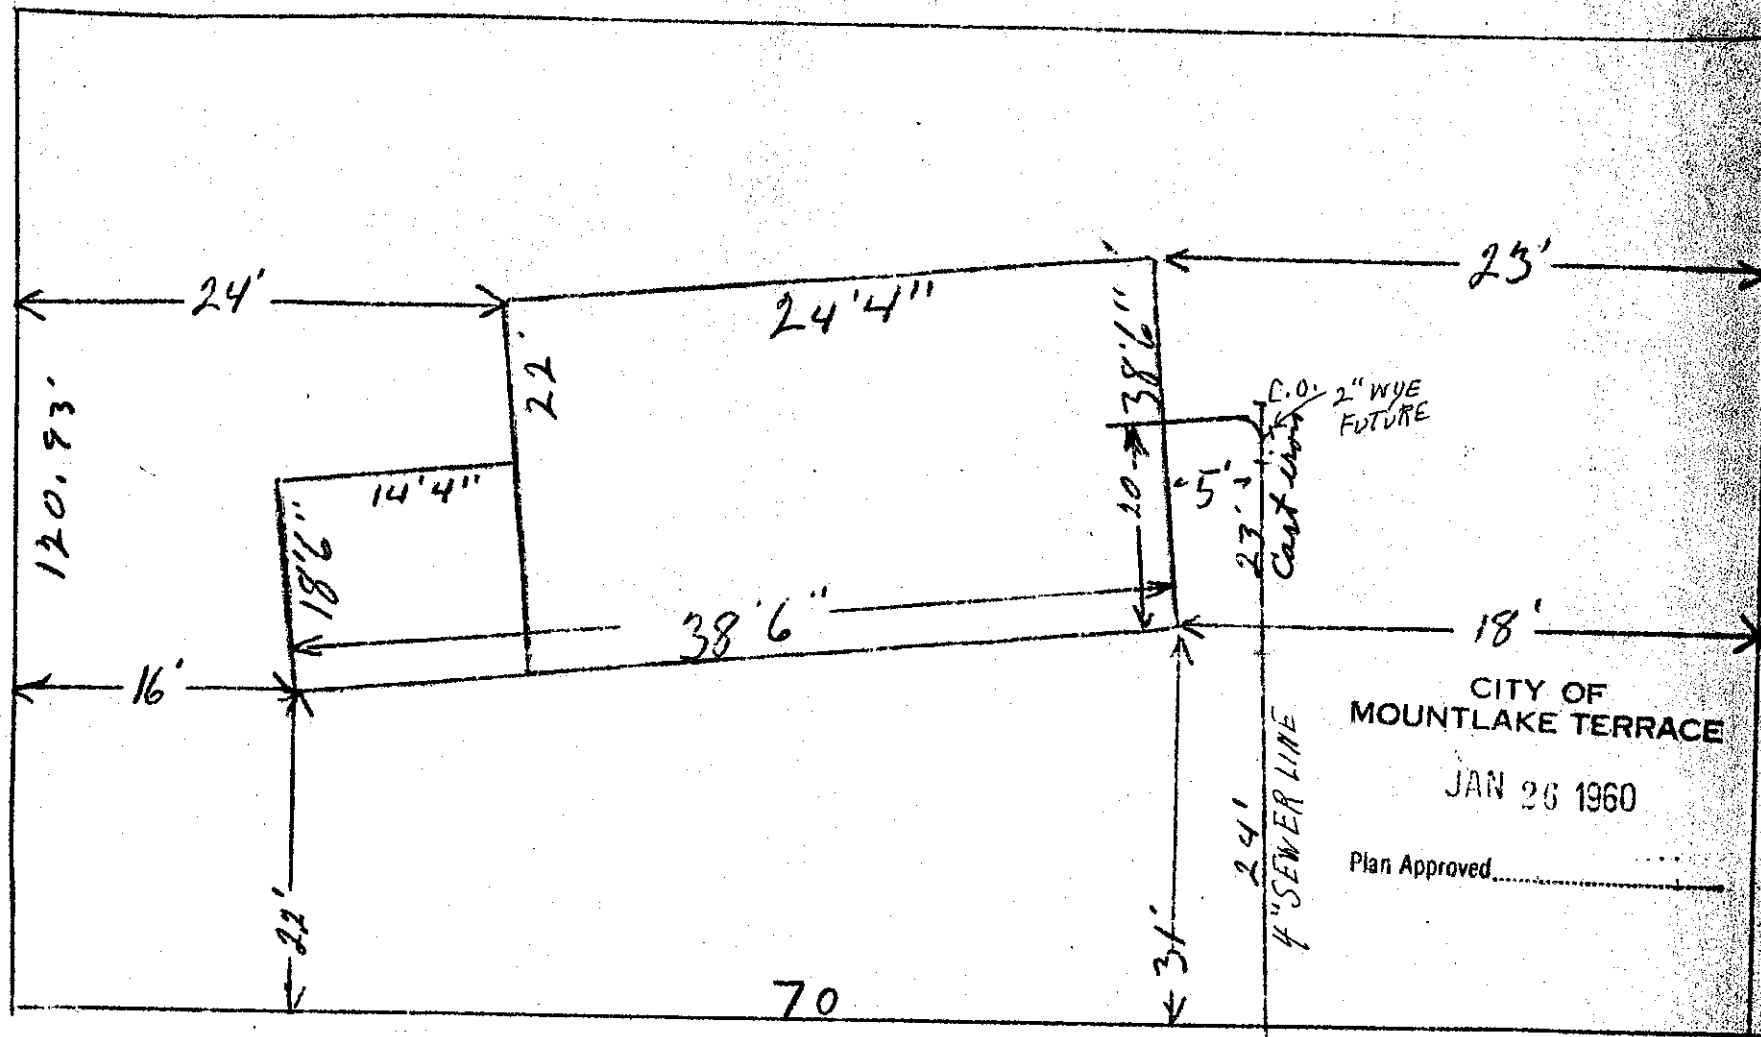 24'
24'4"
23'
120.93'
22'
38'6"
C.O. 2" WYE
FUTURE
14'4"
20
5'
23'
Cast iron
18'6"
38'6"
18'
16'
CITY OF
MOUNTLAKE TERRACE
JAN 26 1960
Plan Approved
24'
4" SEWER LINE
22'
31'
70